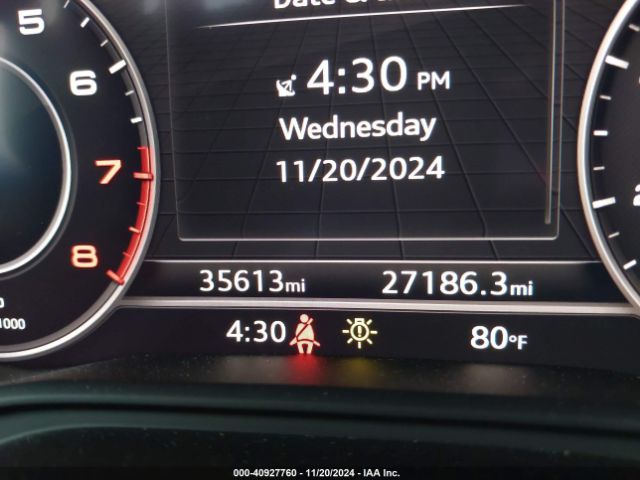 5
6
7
8
4:30 PM
Wednesday
11/20/2024
35613mi
27186.3mi
1000
4:30
80°F
000-40927760 - 11/20/2024 - IAA Inc.